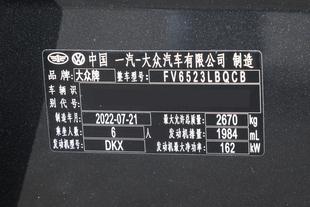 中国 一汽-大众汽车有限公司 制造
品牌 大众牌 整车型号 FV6523LBQCB
车辆识别代号
制造年月 2022-07-21 最大允许总质量 2670 kg
乘坐人数 6 人 发动机排量 1984 mL
发动机型号 DKX 发动机最大净功率 162 kW